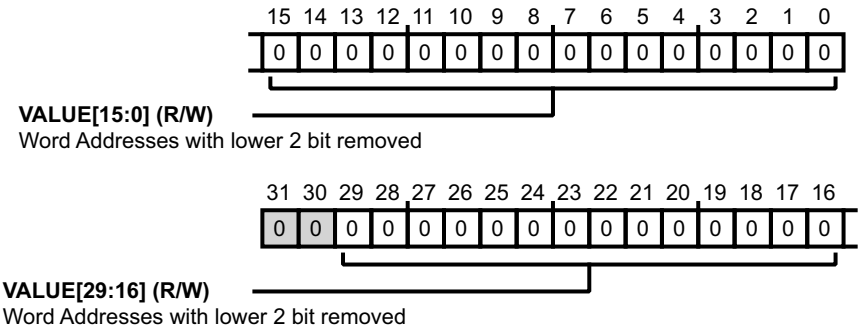 15 14 13 12 11 10 9 8 7 6 5 4 3 2 1 0
0 0 0 0 0 0 0 0 0 0 0 0 0 0 0 0
VALUE[15:0] (R/W)
Word Addresses with lower 2 bit removed
31 30 29 28 27 26 25 24 23 22 21 20 19 18 17 16
0 0 0 0 0 0 0 0 0 0 0 0 0 0 0 0
VALUE[29:16] (R/W)
Word Addresses with lower 2 bit removed